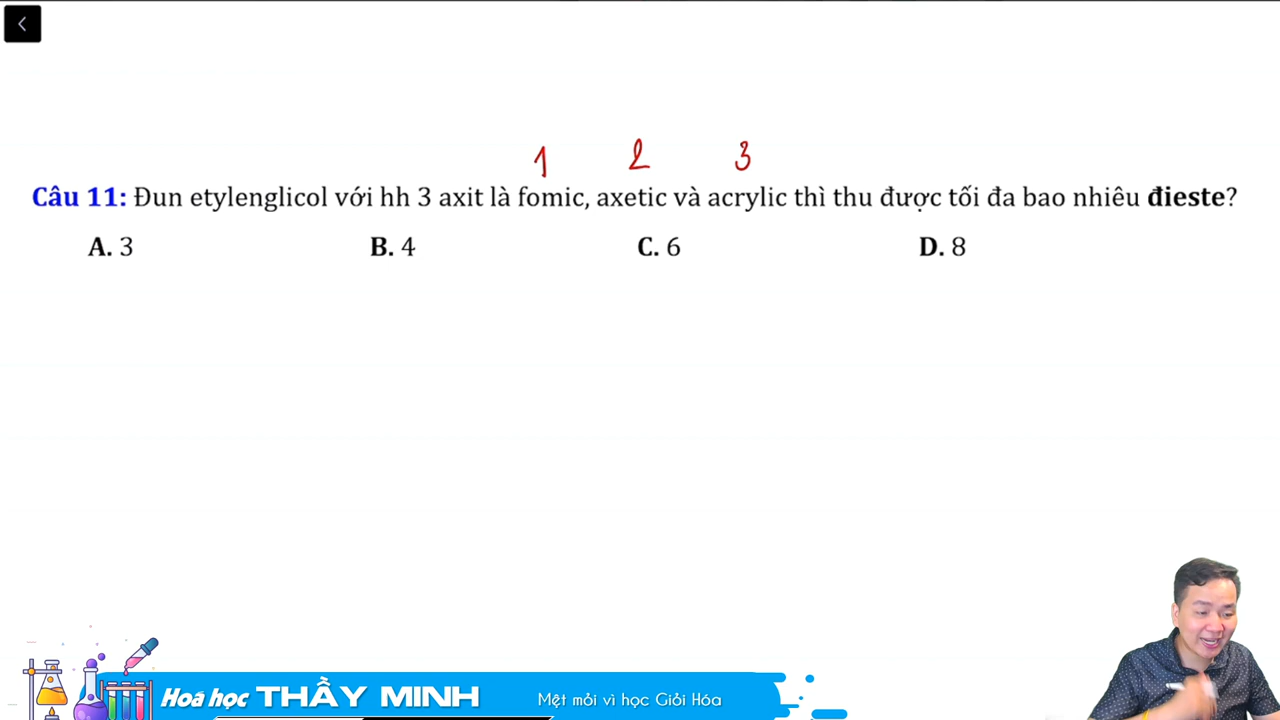 1 2 3
Câu 11: Đun etylenglicol với hh 3 axit là fomic, axetic và acrylic thì thu được tối đa bao nhiêu đieste?
A. 3 B. 4 C. 6 D. 8
Hoá học THẦY MINH Mệt mỏi vì học Giỏi Hóa